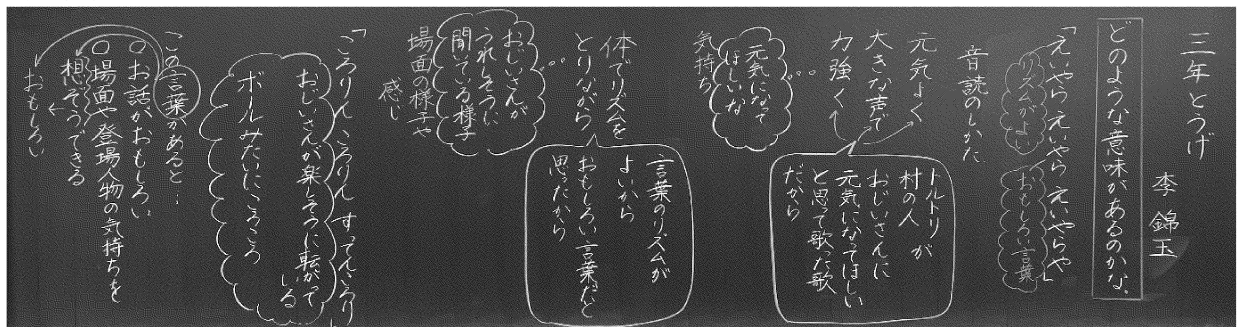 三年とうげ
李錦玉
どのような意味があるのかな。
「えいやら えいやら えいやらや」
リズムがよい
おもしろい言葉
音読のしかた
元気よく
大きな声で
力強く
トルトリが
村の人
おじいさんに
元気になってほしい
と思って歌った歌
だから
元気になって
ほしいな
気持ち
体でリズムを
とりながら
言葉のリズムが
よいから
おもしろい言葉だと
思ったから
おじいさんが
うれしそうに
聞いている様子
場面の様子や
感じ
「ころりん ころりん すってんころり
おじいさんが楽しそうに転がって
いる
ボールみたいにころころ
この言葉があると…
○お話がおもしろい
○場面や登場人物の気持ちを
想ぞうできる
おもしろい